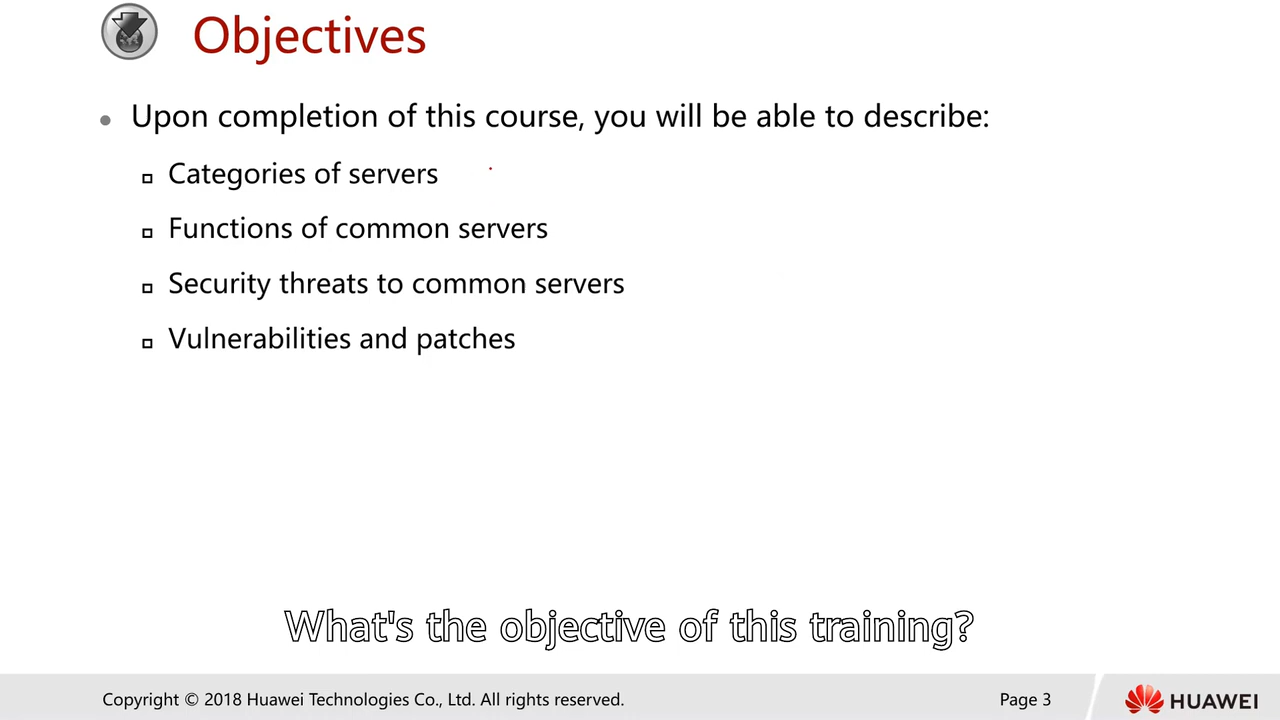 Objectives
Upon completion of this course, you will be able to describe:
Categories of servers
Functions of common servers
Security threats to common servers
Vulnerabilities and patches
What's the objective of this training?
Copyright © 2018 Huawei Technologies Co., Ltd. All rights reserved.
Page 3
HUAWEI